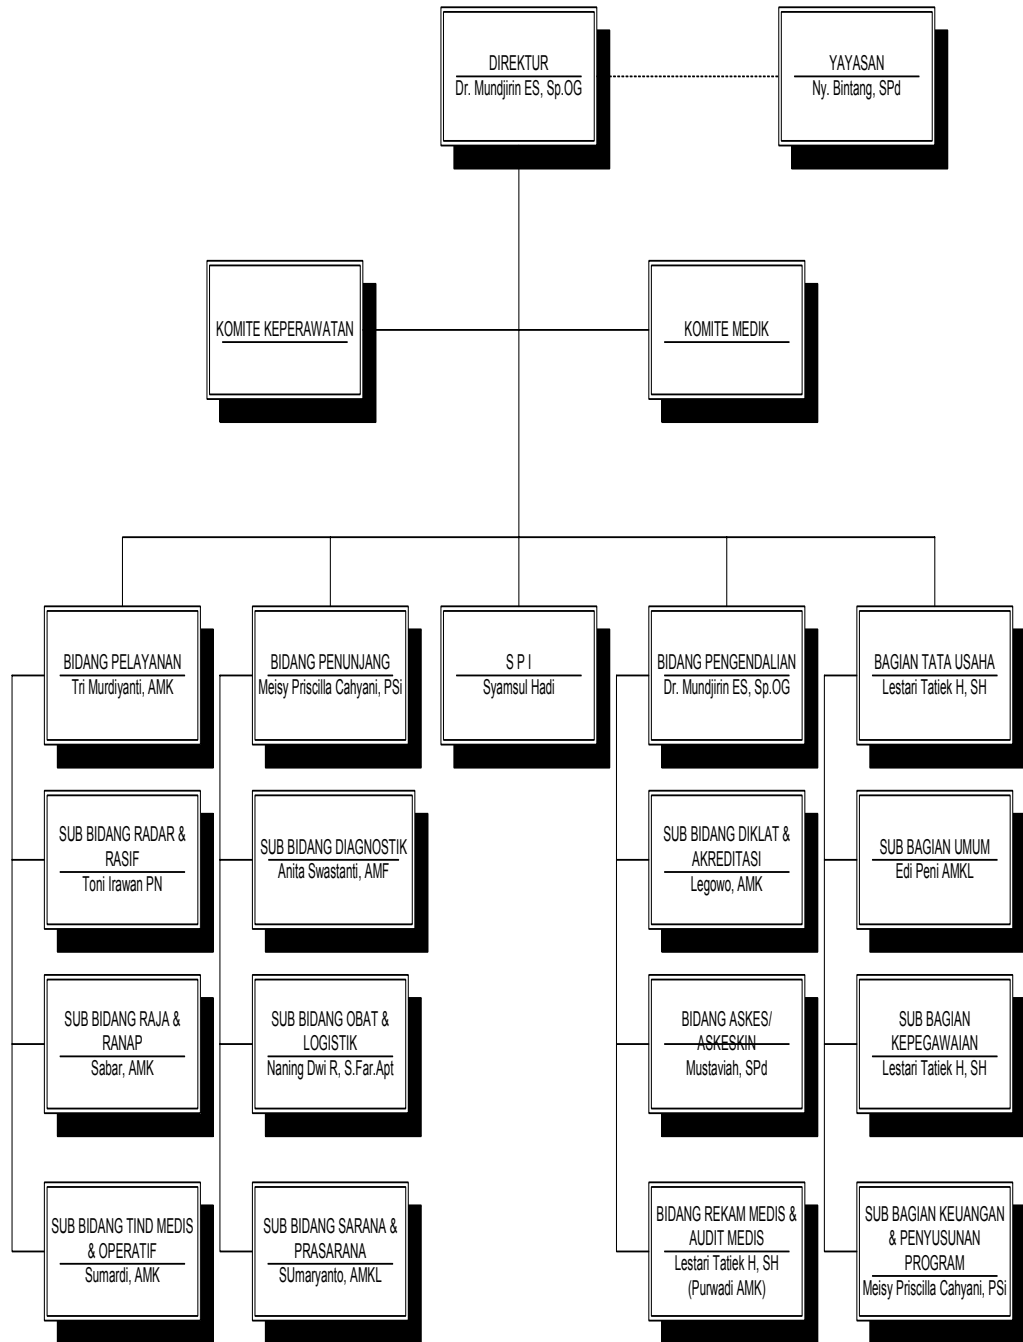 DIREKTUR
Dr. Mundjirin ES, Sp.OG
YAYASAN
Ny. Bintang, SPd
KOMITE KEPERAWATAN
KOMITE MEDIK
BIDANG PELAYANAN
Tri Murdiyanti, AMK
BIDANG PENUNJANG
Meisy Priscilla Cahyani, PSi
S P I
Syamsul Hadi
BIDANG PENGENDALIAN
Dr. Mundjirin ES, Sp.OG
BAGIAN TATA USAHA
Lestari Tatiek H, SH
SUB BIDANG RADAR &
RASIF
Toni Irawan PN
SUB BIDANG DIAGNOSTIK
Anita Swastanti, AMF
SUB BIDANG DIKLAT &
AKREDITASI
Legowo, AMK
SUB BAGIAN UMUM
Edi Peni AMKL
SUB BIDANG RAJA &
RANAP
Sabar, AMK
SUB BIDANG OBAT &
LOGISTIK
Naning Dwi R, S.Far.Apt
BIDANG ASKES/
ASKESKIN
Mustaviah, SPd
SUB BAGIAN
KEPEGAWAIAN
Lestari Tatiek H, SH
SUB BIDANG TIND MEDIS
& OPERATIF
Sumardi, AMK
SUB BIDANG SARANA &
PRASARANA
SUmaryanto, AMKL
BIDANG REKAM MEDIS &
AUDIT MEDIS
Lestari Tatiek H, SH
(Purwadi AMK)
SUB BAGIAN KEUANGAN
& PENYUSUNAN
PROGRAM
Meisy Priscilla Cahyani, PSi